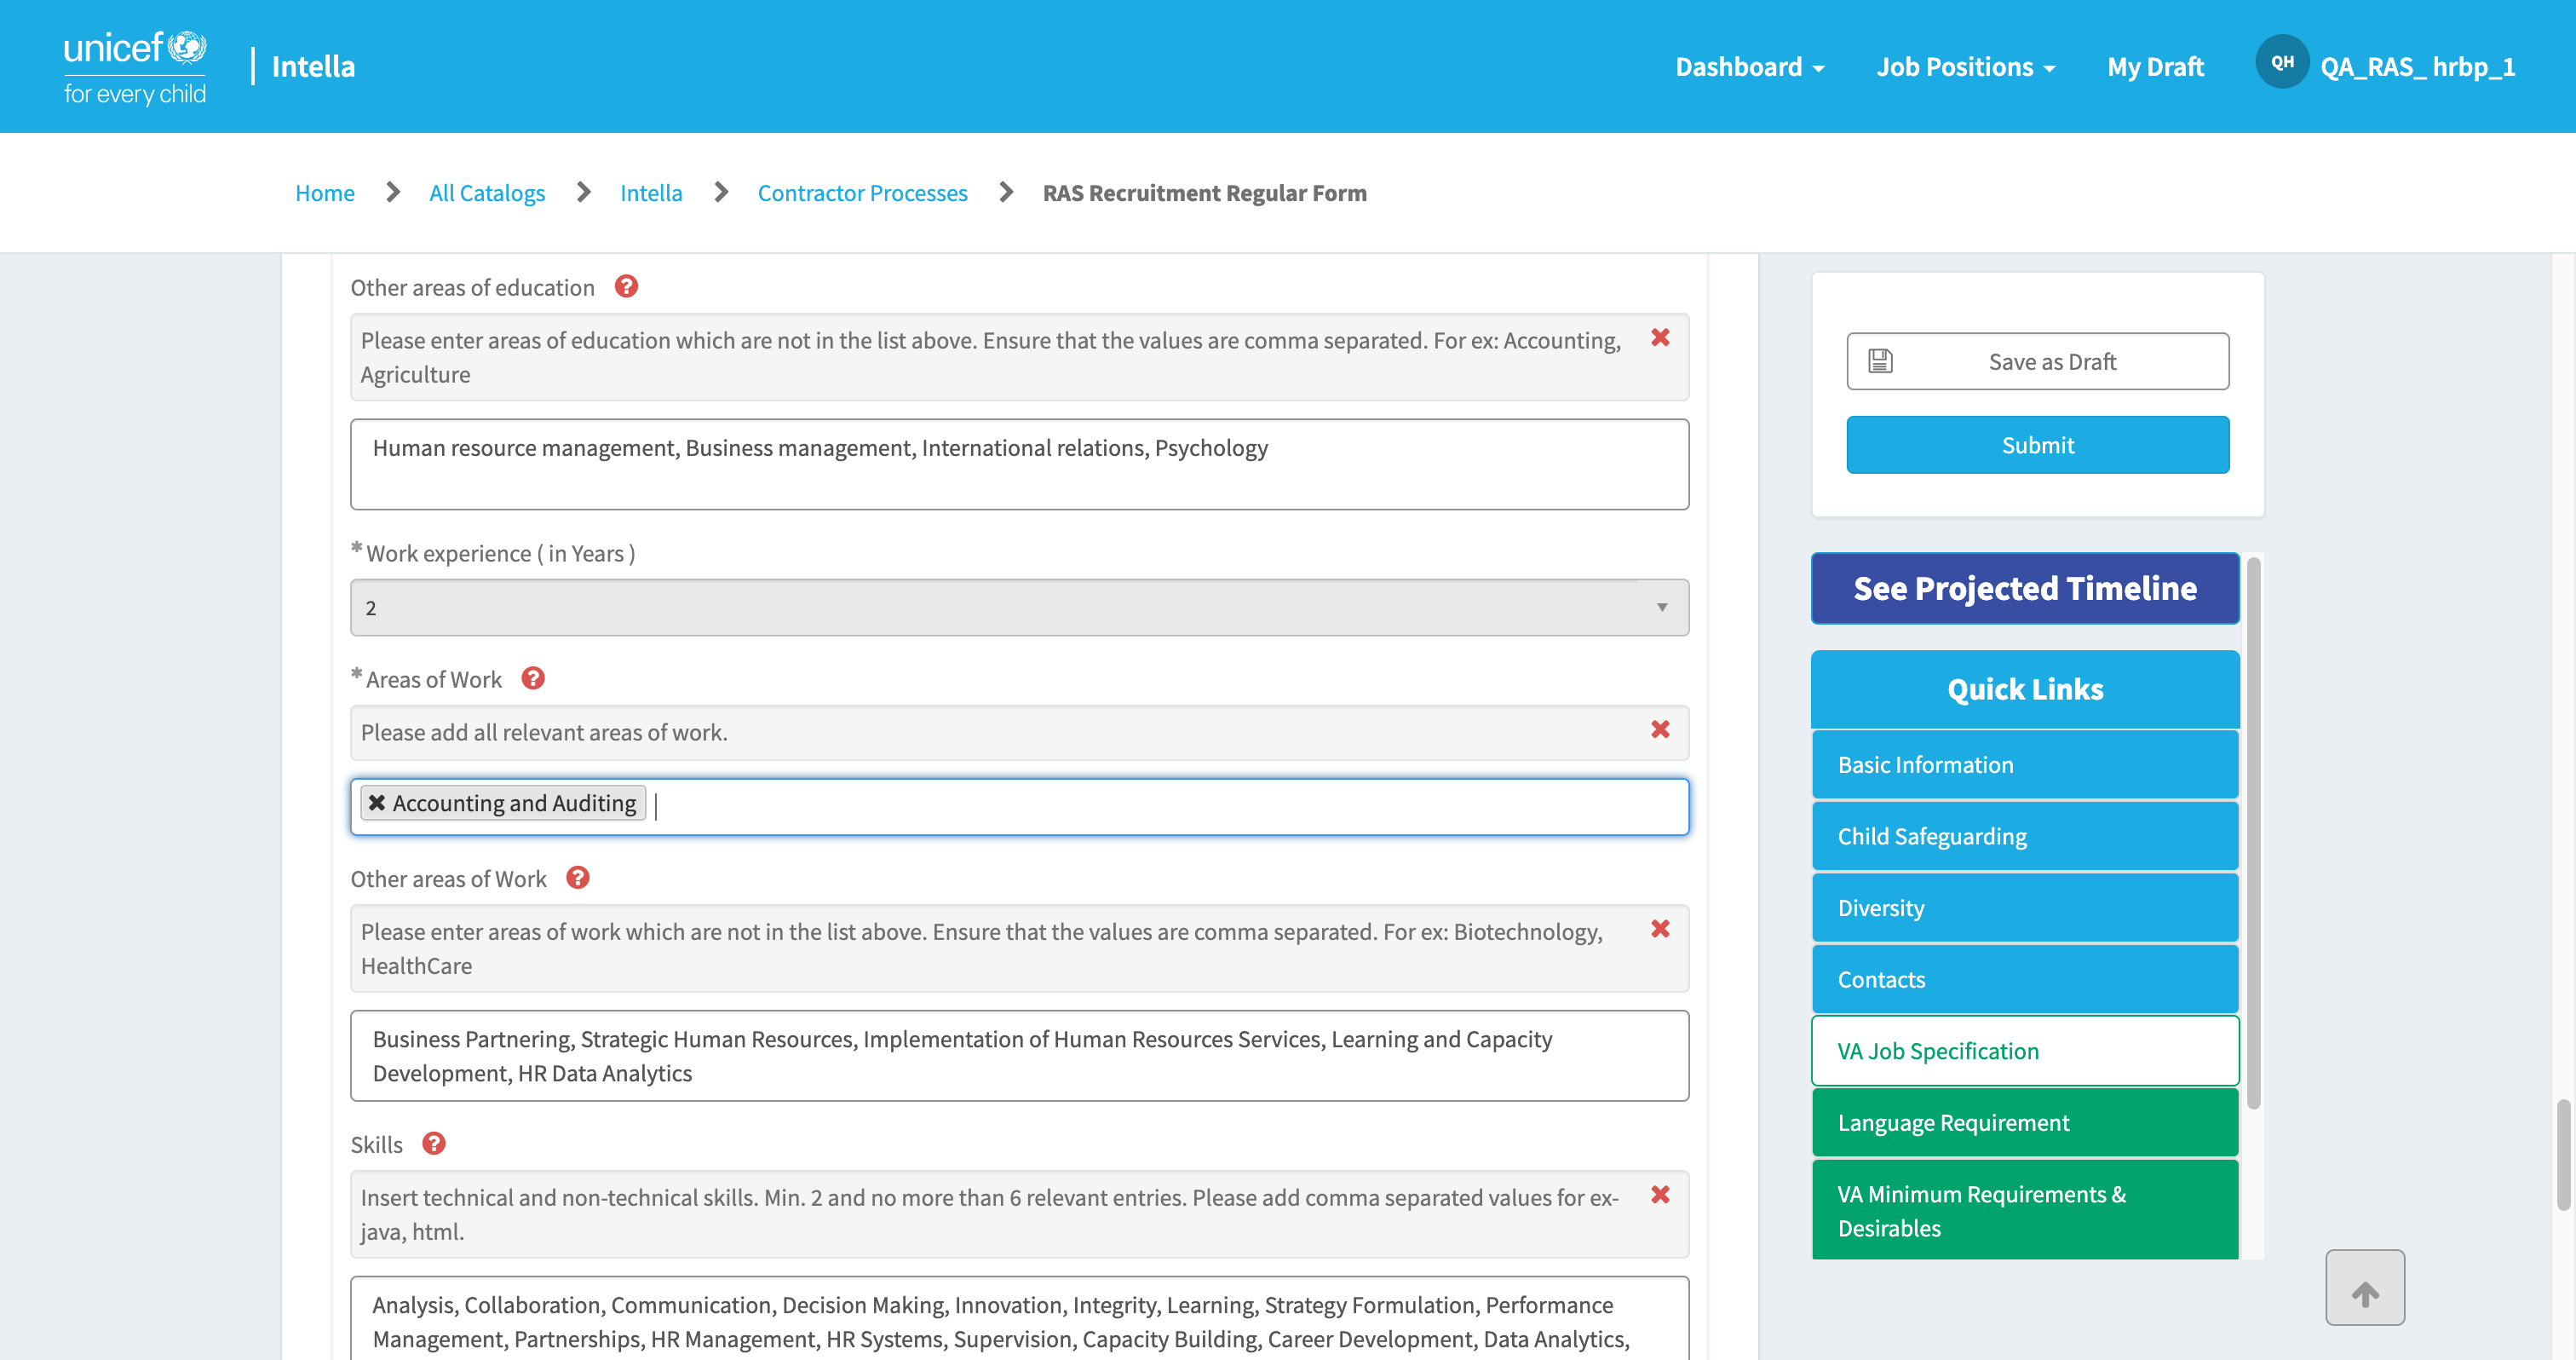 unicef
for every child
Intella
Dashboard
Job Positions
My Draft
QH
QA_RAS_ hrbp_1
Home
All Catalogs
Intella
Contractor Processes
RAS Recruitment Regular Form
Other areas of education
Please enter areas of education which are not in the list above. Ensure that the values are comma separated. For ex: Accounting,
Agriculture
Human resource management, Business management, International relations, Psychology
* Work experience ( in Years )
2
* Areas of Work
Please add all relevant areas of work.
Accounting and Auditing
Other areas of Work
Please enter areas of work which are not in the list above. Ensure that the values are comma separated. For ex: Biotechnology,
HealthCare
Business Partnering, Strategic Human Resources, Implementation of Human Resources Services, Learning and Capacity
Development, HR Data Analytics
Skills
Insert technical and non-technical skills. Min. 2 and no more than 6 relevant entries. Please add comma separated values for ex-
java, html.
Analysis, Collaboration, Communication, Decision Making, Innovation, Integrity, Learning, Strategy Formulation, Performance
Management, Partnerships, HR Management, HR Systems, Supervision, Capacity Building, Career Development, Data Analytics,
Save as Draft
Submit
See Projected Timeline
Quick Links
Basic Information
Child Safeguarding
Diversity
Contacts
VA Job Specification
Language Requirement
VA Minimum Requirements &
Desirables